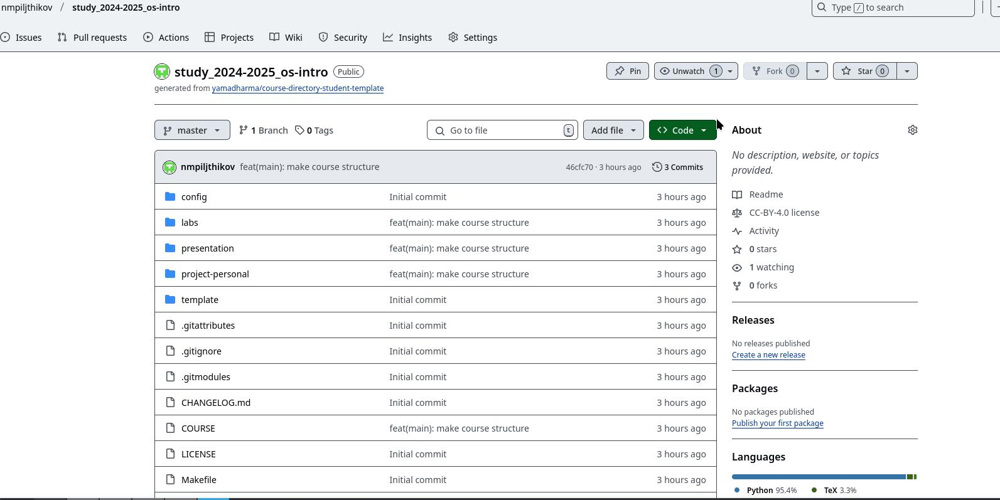 nmpiljthikov / study_2024-2025_os-intro
Type / to search
Issues Pull requests Actions Projects Wiki Security Insights Settings
study_2024-2025_os-intro Public
Pin Unwatch 1 Fork 0 Star 0
generated from yamadharma/course-directory-student-template
master 1 Branch 0 Tags Go to file t Add file <> Code
nmpiljthikov feat(main): make course structure 46cfc70 · 3 hours ago 3 Commits
config Initial commit 3 hours ago
labs feat(main): make course structure 3 hours ago
presentation feat(main): make course structure 3 hours ago
project-personal feat(main): make course structure 3 hours ago
template Initial commit 3 hours ago
.gitattributes Initial commit 3 hours ago
.gitignore Initial commit 3 hours ago
.gitmodules Initial commit 3 hours ago
CHANGELOG.md Initial commit 3 hours ago
COURSE feat(main): make course structure 3 hours ago
LICENSE Initial commit 3 hours ago
Makefile Initial commit 3 hours ago
About
No description, website, or topics
provided.
Readme
CC-BY-4.0 license
Activity
0 stars
1 watching
0 forks
Releases
No releases published
Create a new release
Packages
No packages published
Publish your first package
Languages
Python 95.4% TeX 3.3%